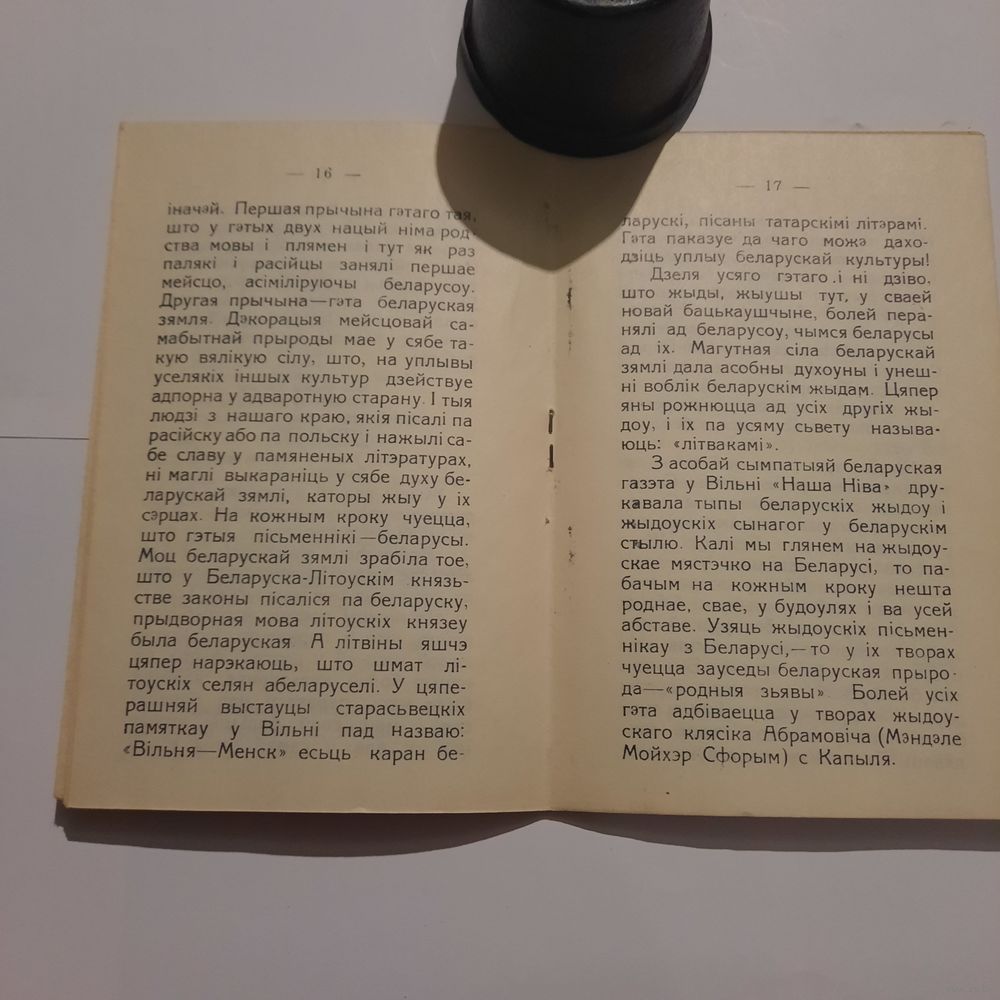 — 16 —
іначэй. Першая прычына гэтаго тая,
што у гэтых двух нацый німа род-
ства мовы і плямен і тут як раз
палякі і расійцы занялі першае
мейсцо, асіміліруючы беларусоу.
Другая прычына—гэта беларуская
зямля. Дэкорацыя мейсцовай са-
мабытнай прыроды мае у сябе та-
кую вялікую сілу, што, на уплывы
уселякіх іншых культур дзействуе
адпорна у адваротную старану. І тыя
людзі з нашаго краю, якія пісалі па
расійску або па польску і нажылі са-
бе славу у памяненых літэратурах,
ні маглі выкараніць у сябе духу бе-
ларускай зямлі, каторы жыу у іх
сэрцах. На кожным кроку чуецца,
што гэтыя пісьменнікі—беларусы.
Моц беларускай зямлі зрабіла тое,
што у Беларуска-Літоускім князь-
стве законы пісаліся па беларуску,
прыдворная мова літоускіх князеу
была беларуская. А літвіны яшчэ
цяпер нарэкаюць, што шмат лі-
тоускіх селян абеларуселі. У цяпе-
рашняй выстауцы старасьвецкіх
памяткау у Вільні пад назваю:
«Вільня—Менск» есьць каран бе-
— 17 —
ларускі, пісаны татарскімі літэрамі.
Гэта паказуе да чаго можэ дахо-
дзіць уплыу беларускай культуры!
Дзеля усяго гэтаго.і ні дзіво,
што жыды, жыушы тут, у сваей
новай бацькаушчыне, болей пера-
нялі ад беларусоу, чымся беларусы
ад іх. Магутная сіла беларускай
зямлі дала асобны духоуны і унеш-
ні воблік беларускім жыдам. Цяпер
яны рожнюцца ад усіх другіх жы-
доу, і іх па усяму сьвету называ-
юць: «літвакамі».
З асобай сымпатыяй беларуская
газэта у Вільні «Наша Ніва» дру-
кавала тыпы беларускіх жыдоу і
жыдоускіх сынагог у беларускім
стылю. Калі мы глянем на жыдоу-
скае мястэчко на Беларусі, то па-
бачым на кожным кроку нешта
роднае, свае, у будоулях і ва усей
абставе. Узяць жыдоускіх пісьмен-
нікау з Беларусі,—то у іх творах
чуецца зауседы беларуская прыро-
да—«родныя зьявы». Болей усіх
гэта адбіваецца у творах жыдоу-
скаго клясіка Абрамовіча (Мэндэле
Мойхэр Сфорым) с Капыля.